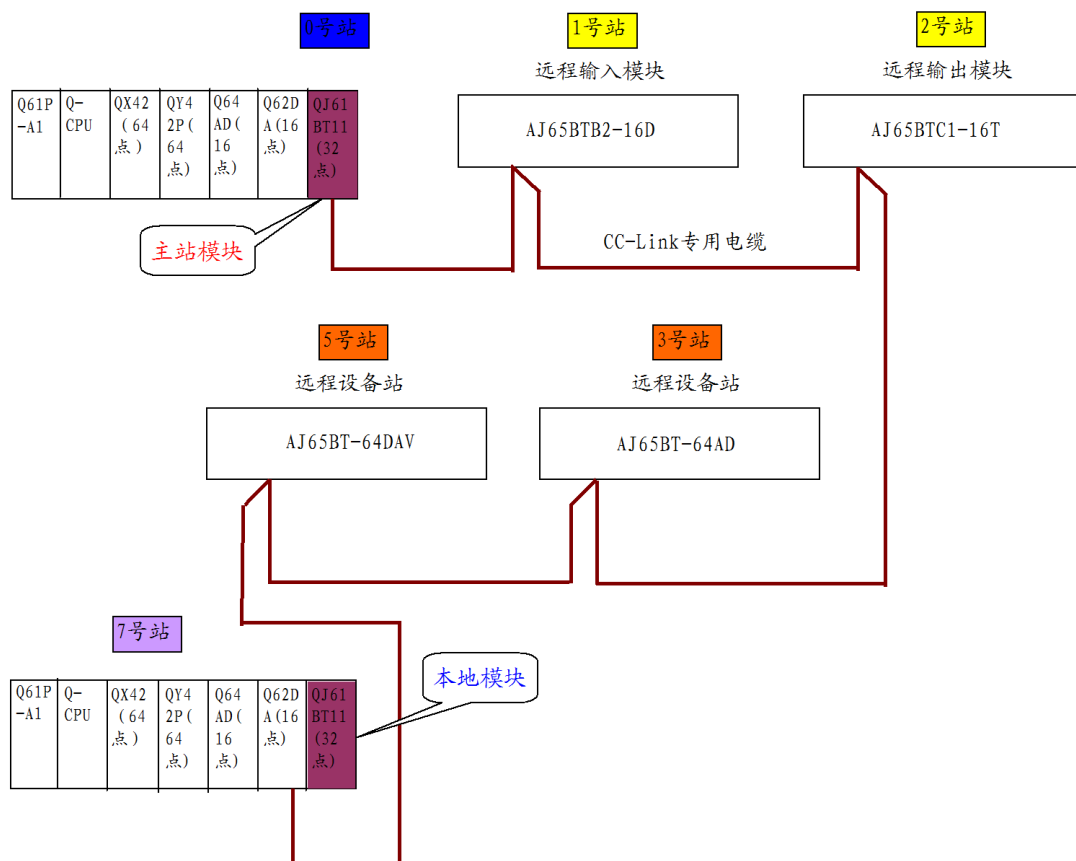 0号站
1号站
2号站
远程输入模块
远程输出模块
Q61P
-A1
Q-
CPU
QX42
(64
点)
QY4
2P(
64
点)
Q64
AD(
16
点)
Q62D
A(16
点)
QJ61
BT11
(32
点)
AJ65BTB2-16D
AJ65BTC1-16T
主站模块
CC-Link专用电缆
5号站
3号站
远程设备站
远程设备站
AJ65BT-64DAV
AJ65BT-64AD
7号站
本地模块
Q61P
-A1
Q-
CPU
QX42
(64
点)
QY4
2P(
64
点)
Q64
AD(
16
点)
Q62D
A(16
点)
QJ61
BT11
(32
点)